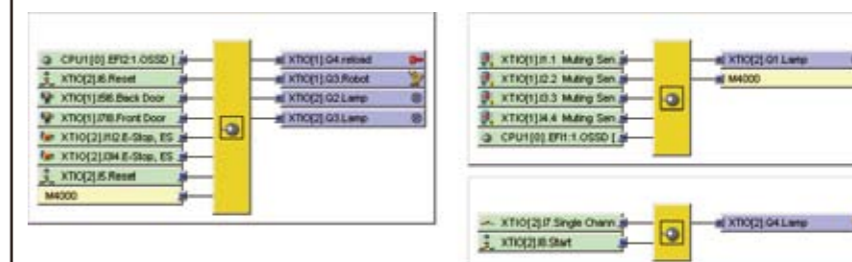 CPU1[0].EFI2:1.OSSD [
XTIO[2].I6.Reset
XTIO[1].I5I6.Back Door
XTIO[1].I7I8.Front Door
XTIO[2].I1I2.E-Stop, ES
XTIO[2].I3I4.E-Stop, ES
XTIO[2].I5.Reset
M4000
XTIO[1].Q4.reload
XTIO[1].Q3.Robot
XTIO[2].Q2.Lamp
XTIO[2].Q3.Lamp
XTIO[1].I1.1 Muting Sen
XTIO[1].I2.2 Muting Sen
XTIO[1].I3.3 Muting Sen
XTIO[1].I4.4 Muting Sen
CPU1[0].EFI1:1.OSSD [
XTIO[2].Q1.Lamp
M4000
XTIO[2].I7.Single Chann
XTIO[2].I8.Start
XTIO[2].Q4.Lamp